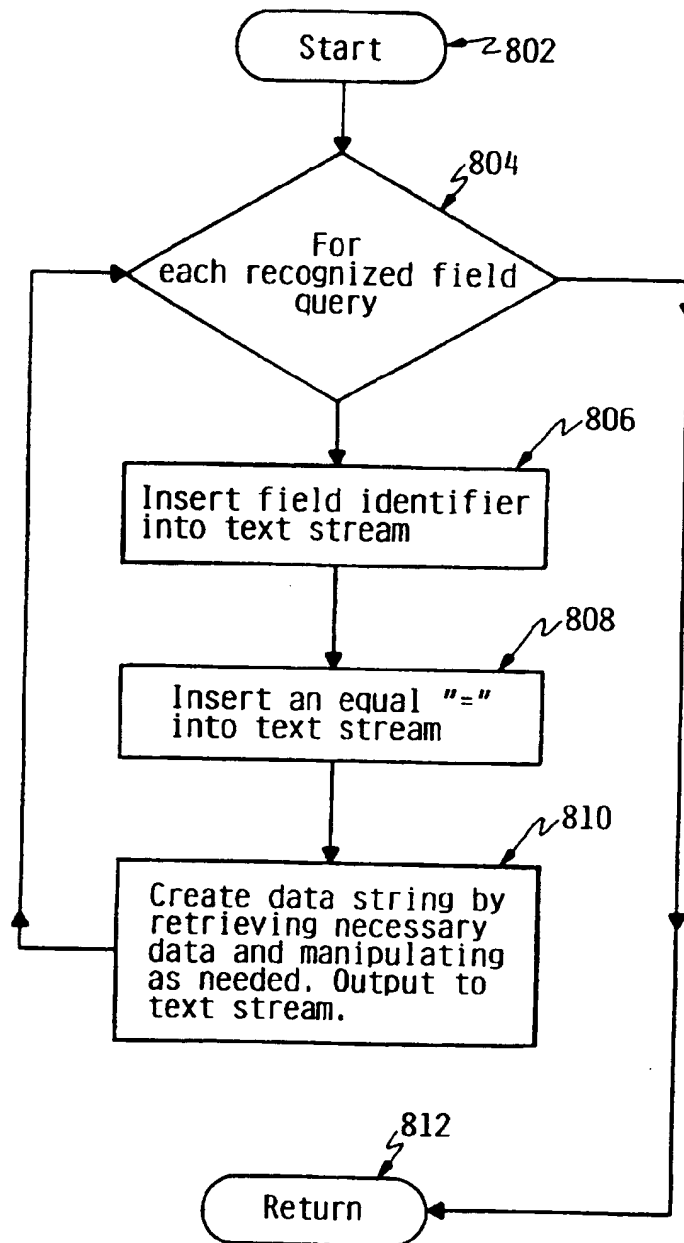 Start
802
804
For
each recognized field
query
806
Insert field identifier
into text stream
808
Insert an equal "="
into text stream
810
Create data string by
retrieving necessary
data and manipulating
as needed. Output to
text stream.
812
Return